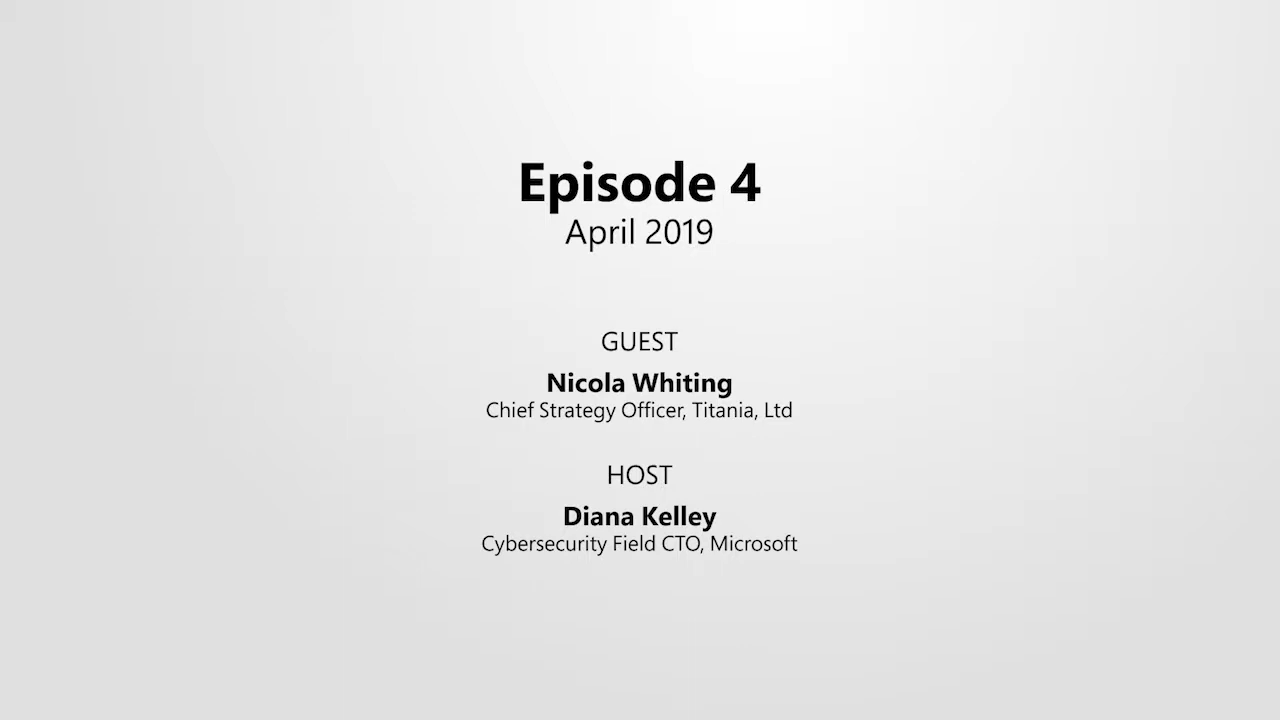 Episode 4
April 2019
GUEST
Nicola Whiting
Chief Strategy Officer, Titania, Ltd
HOST
Diana Kelley
Cybersecurity Field CTO, Microsoft